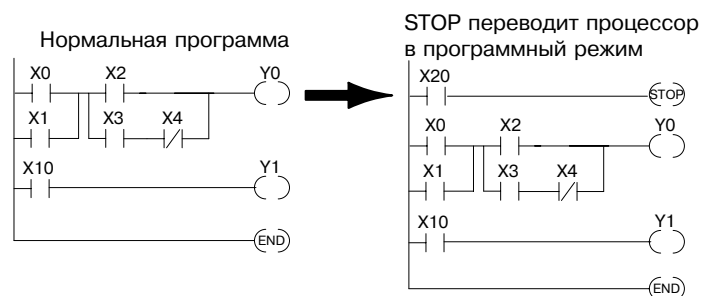 Нормальная программа
X0 X2 Y0
X1 X3 X4
X10 Y1
END
STOP переводит процессор
в программный режим
X20
STOP
X0 X2 Y0
X1 X3 X4
X10 Y1
END